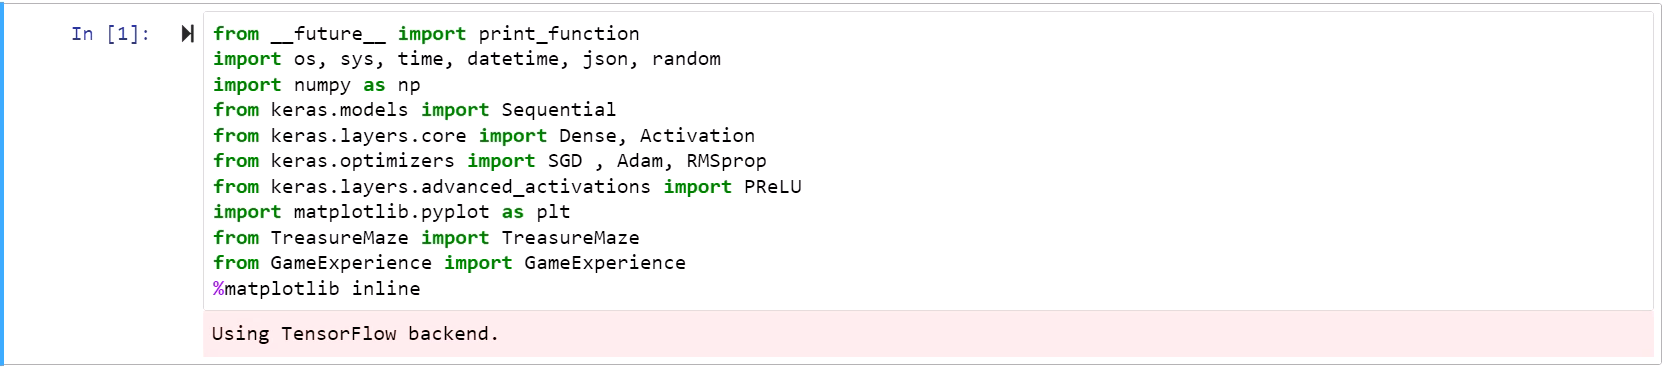 In [1]:
from __future__ import print_function
import os, sys, time, datetime, json, random
import numpy as np
from keras.models import Sequential
from keras.layers.core import Dense, Activation
from keras.optimizers import SGD , Adam, RMSprop
from keras.layers.advanced_activations import PReLU
import matplotlib.pyplot as plt
from TreasureMaze import TreasureMaze
from GameExperience import GameExperience
%matplotlib inline
Using TensorFlow backend.